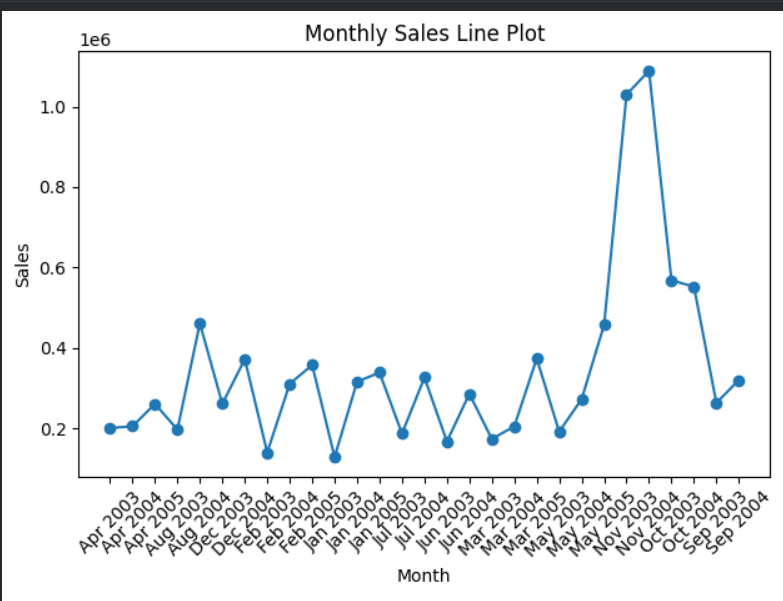 Monthly Sales Line Plot
1e6
1.0
0.8
0.6
0.4
0.2
Sales
Apr 2003
Apr 2004
Apr 2005
Aug 2003
Aug 2004
Dec 2003
Dec 2004
Feb 2003
Feb 2004
Feb 2005
Jan 2003
Jan 2004
Jan 2005
Jul 2003
Jul 2004
Jun 2003
Jun 2004
Mar 2003
Mar 2004
Mar 2005
May 2003
May 2004
May 2005
Nov 2003
Nov 2004
Oct 2003
Oct 2004
Sep 2003
Sep 2004
Month